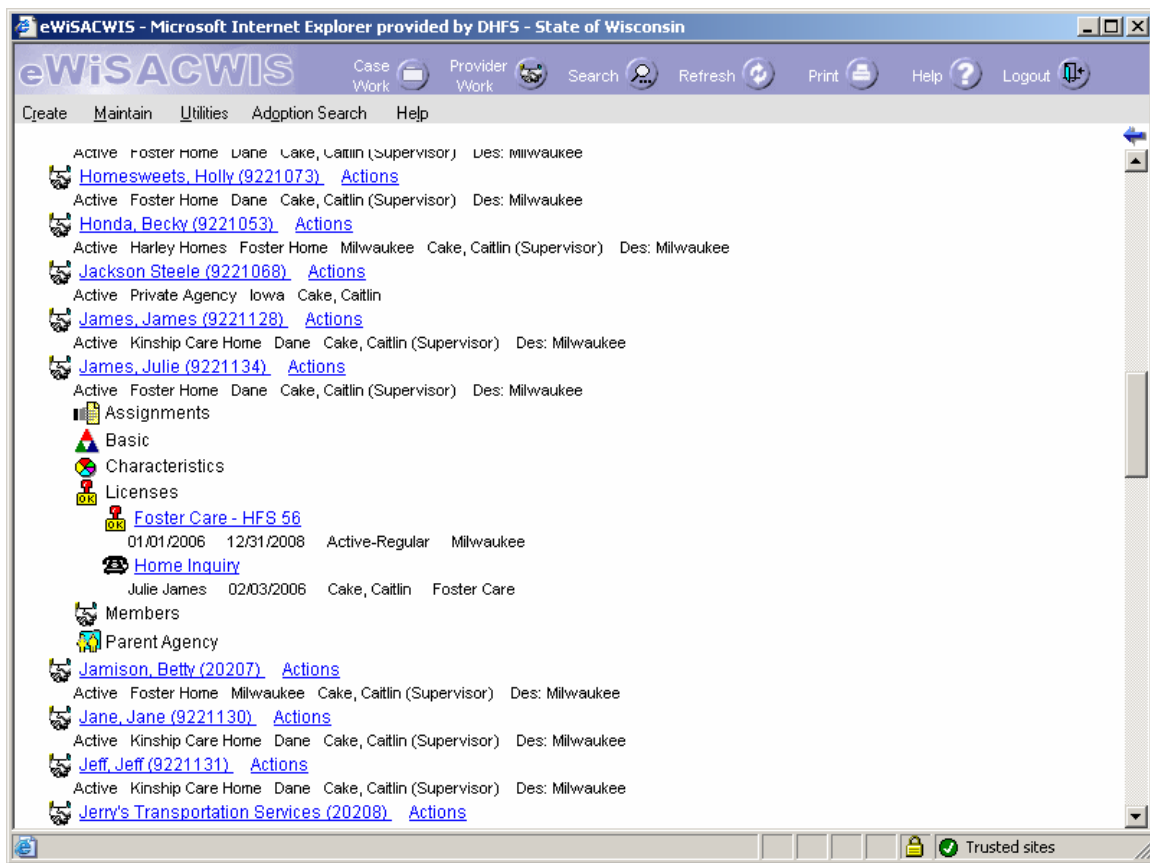 eWiSACWIS - Microsoft Internet Explorer provided by DHFS - State of Wisconsin
eWiSACWIS Case Work Provider Work Search Refresh Print Help Logout
Create Maintain Utilities Adoption Search Help
Active Foster Home Dane Cake, Caitlin (Supervisor) Des: Milwaukee
Homesweets, Holly (9221073) Actions
Active Foster Home Dane Cake, Caitlin (Supervisor) Des: Milwaukee
Honda, Becky (9221053) Actions
Active Harley Homes Foster Home Milwaukee Cake, Caitlin (Supervisor) Des: Milwaukee
Jackson Steele (9221068) Actions
Active Private Agency Iowa Cake, Caitlin
James, James (9221128) Actions
Active Kinship Care Home Dane Cake, Caitlin (Supervisor) Des: Milwaukee
James, Julie (9221134) Actions
Active Foster Home Dane Cake, Caitlin (Supervisor) Des: Milwaukee
Assignments
Basic
Characteristics
OK Licenses
OK Foster Care - HFS 56
01/01/2006 12/31/2008 Active-Regular Milwaukee
Home Inquiry
Julie James 02/03/2006 Cake, Caitlin Foster Care
Members
Parent Agency
Jamison, Betty (20207) Actions
Active Foster Home Milwaukee Cake, Caitlin (Supervisor) Des: Milwaukee
Jane, Jane (9221130) Actions
Active Kinship Care Home Dane Cake, Caitlin (Supervisor) Des: Milwaukee
Jeff, Jeff (9221131) Actions
Active Kinship Care Home Dane Cake, Caitlin (Supervisor) Des: Milwaukee
Jerry's Transportation Services (20208) Actions
Trusted sites